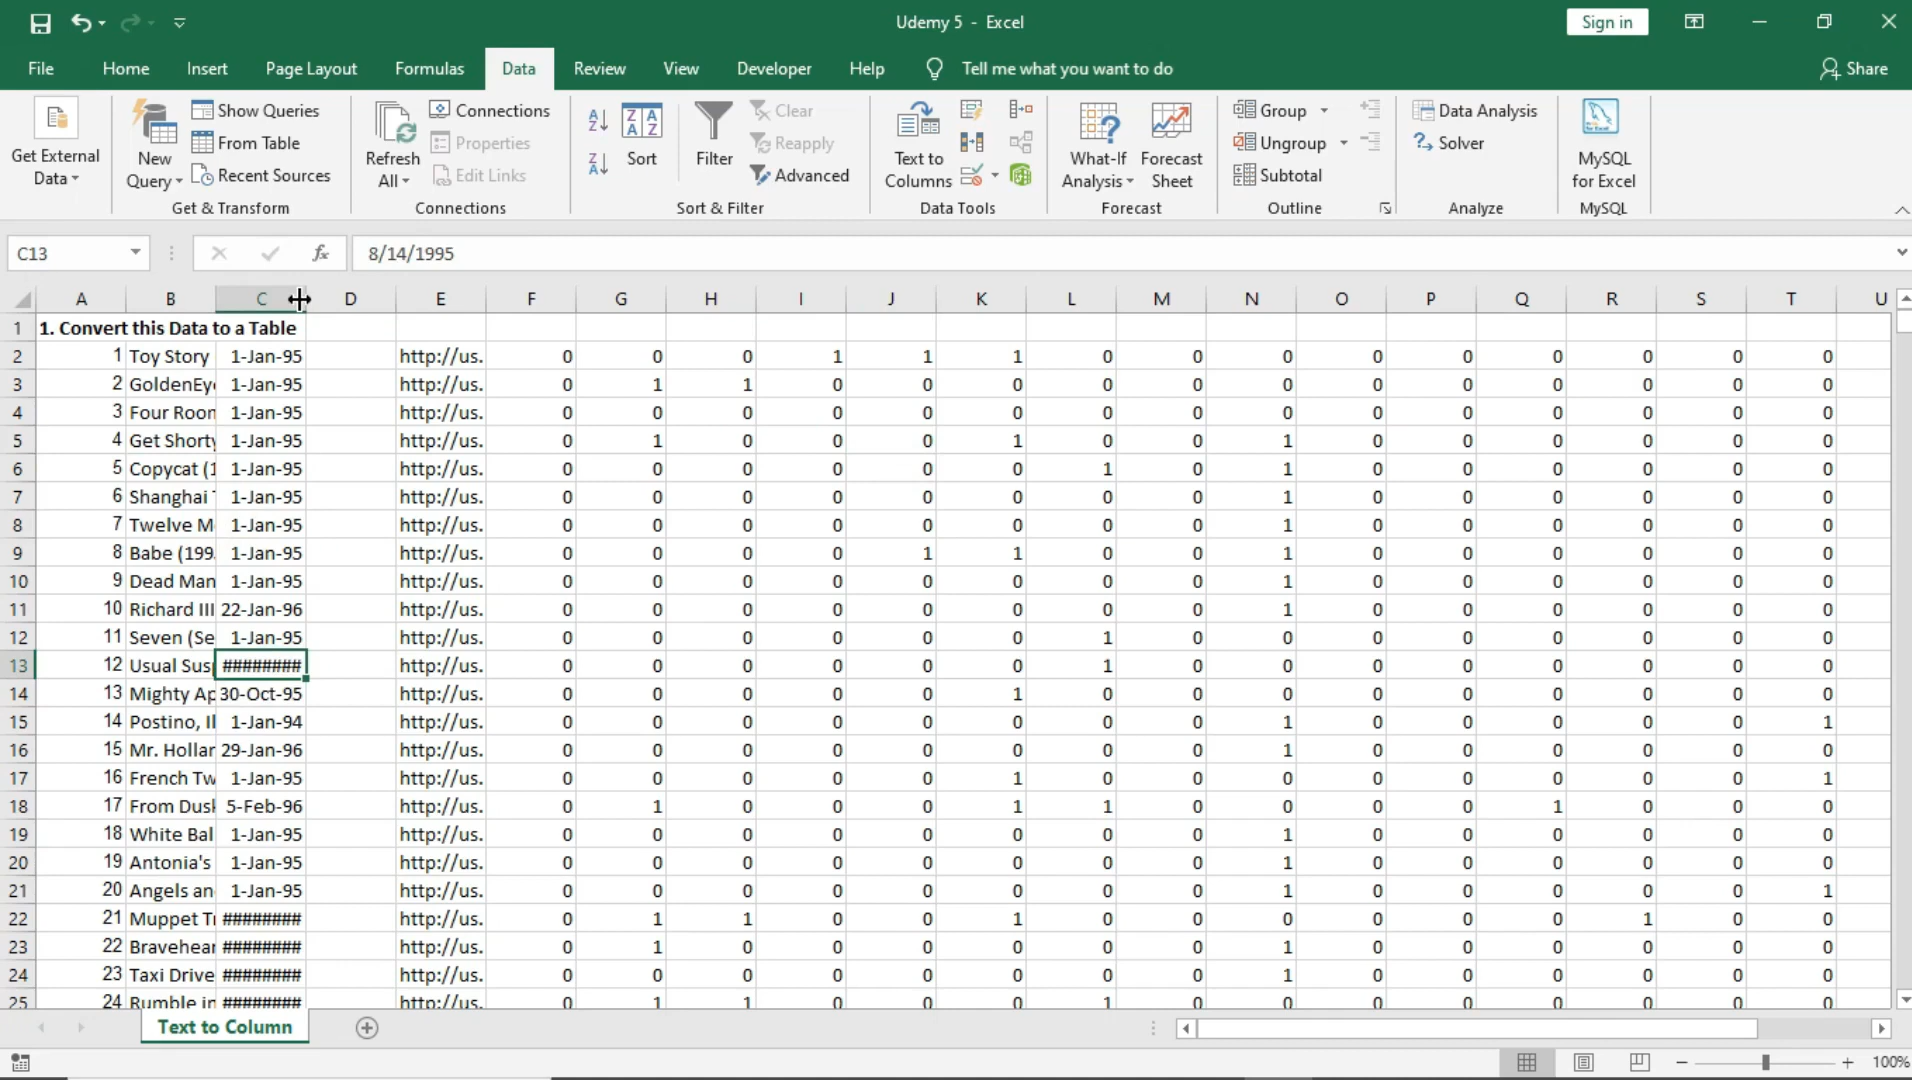 Udemy 5 - Excel
Sign in
File Home Insert Page Layout Formulas Data Review View Developer Help Tell me what you want to do Share
Get External Data
New Query
Show Queries
From Table
Recent Sources
Get & Transform
Refresh All
Connections
Properties
Edit Links
Connections
Sort
Filter
Clear
Reapply
Advanced
Sort & Filter
Text to Columns
Data Tools
What-If Analysis
Forecast Sheet
Forecast
Group
Ungroup
Subtotal
Outline
Data Analysis
Solver
Analyze
MySQL for Excel
MySQL
C13 fx 8/14/1995
A B C D E F G H I J K L M N O P Q R S T U
1 1. Convert this Data to a Table
2 1 Toy Story 1-Jan-95 http://us. 0 0 0 1 1 1 0 0 0 0 0 0 0 0 0
3 2 GoldenEye 1-Jan-95 http://us. 0 1 1 0 0 0 0 0 0 0 0 0 0 0 0
4 3 Four Room 1-Jan-95 http://us. 0 0 0 0 0 0 0 0 0 0 0 0 0 0 0
5 4 Get Shorty 1-Jan-95 http://us. 0 1 0 0 0 1 0 0 1 0 0 0 0 0 0
6 5 Copycat (1 1-Jan-95 http://us. 0 0 0 0 0 0 1 0 1 0 0 0 0 0 0
7 6 Shanghai T 1-Jan-95 http://us. 0 0 0 0 0 0 0 0 1 0 0 0 0 0 0
8 7 Twelve M 1-Jan-95 http://us. 0 0 0 0 0 0 0 0 1 0 0 0 0 0 0
9 8 Babe (199 1-Jan-95 http://us. 0 0 0 0 1 1 0 0 1 0 0 0 0 0 0
10 9 Dead Man 1-Jan-95 http://us. 0 0 0 0 0 0 0 0 1 0 0 0 0 0 0
11 10 Richard III 22-Jan-96 http://us. 0 0 0 0 0 0 0 0 1 0 0 0 0 0 0
12 11 Seven (Se 1-Jan-95 http://us. 0 0 0 0 0 0 1 0 0 0 0 0 0 0 0
13 12 Usual Susp ######## http://us. 0 0 0 0 0 0 1 0 0 0 0 0 0 0 0
14 13 Mighty Ap 30-Oct-95 http://us. 0 0 0 0 0 1 0 0 0 0 0 0 0 0 0
15 14 Postino, Il 1-Jan-94 http://us. 0 0 0 0 0 0 0 0 1 0 0 0 0 0 1
16 15 Mr. Hollan 29-Jan-96 http://us. 0 0 0 0 0 0 0 0 1 0 0 0 0 0 0
17 16 French Tw 1-Jan-95 http://us. 0 0 0 0 0 1 0 0 0 0 0 0 0 0 1
18 17 From Dusk 5-Feb-96 http://us. 0 1 0 0 0 1 1 0 0 0 0 1 0 0 0
19 18 White Bal 1-Jan-95 http://us. 0 0 0 0 0 0 0 0 1 0 0 0 0 0 0
20 19 Antonia's 1-Jan-95 http://us. 0 0 0 0 0 0 0 0 1 0 0 0 0 0 0
21 20 Angels an 1-Jan-95 http://us. 0 0 0 0 0 0 0 0 1 0 0 0 0 0 1
22 21 Muppet Tr ######## http://us. 0 1 1 0 0 1 0 0 0 0 0 0 1 0 0
23 22 Bravehear ######## http://us. 0 1 0 0 0 0 0 0 1 0 0 0 0 0 0
24 23 Taxi Drive ######## http://us. 0 0 0 0 0 0 0 0 1 0 0 0 0 0 0
25 24 Rumble in ######## http://us. 0 1 1 0 0 0 1 0 0 0 0 0 0 0 0
Text to Column
100%